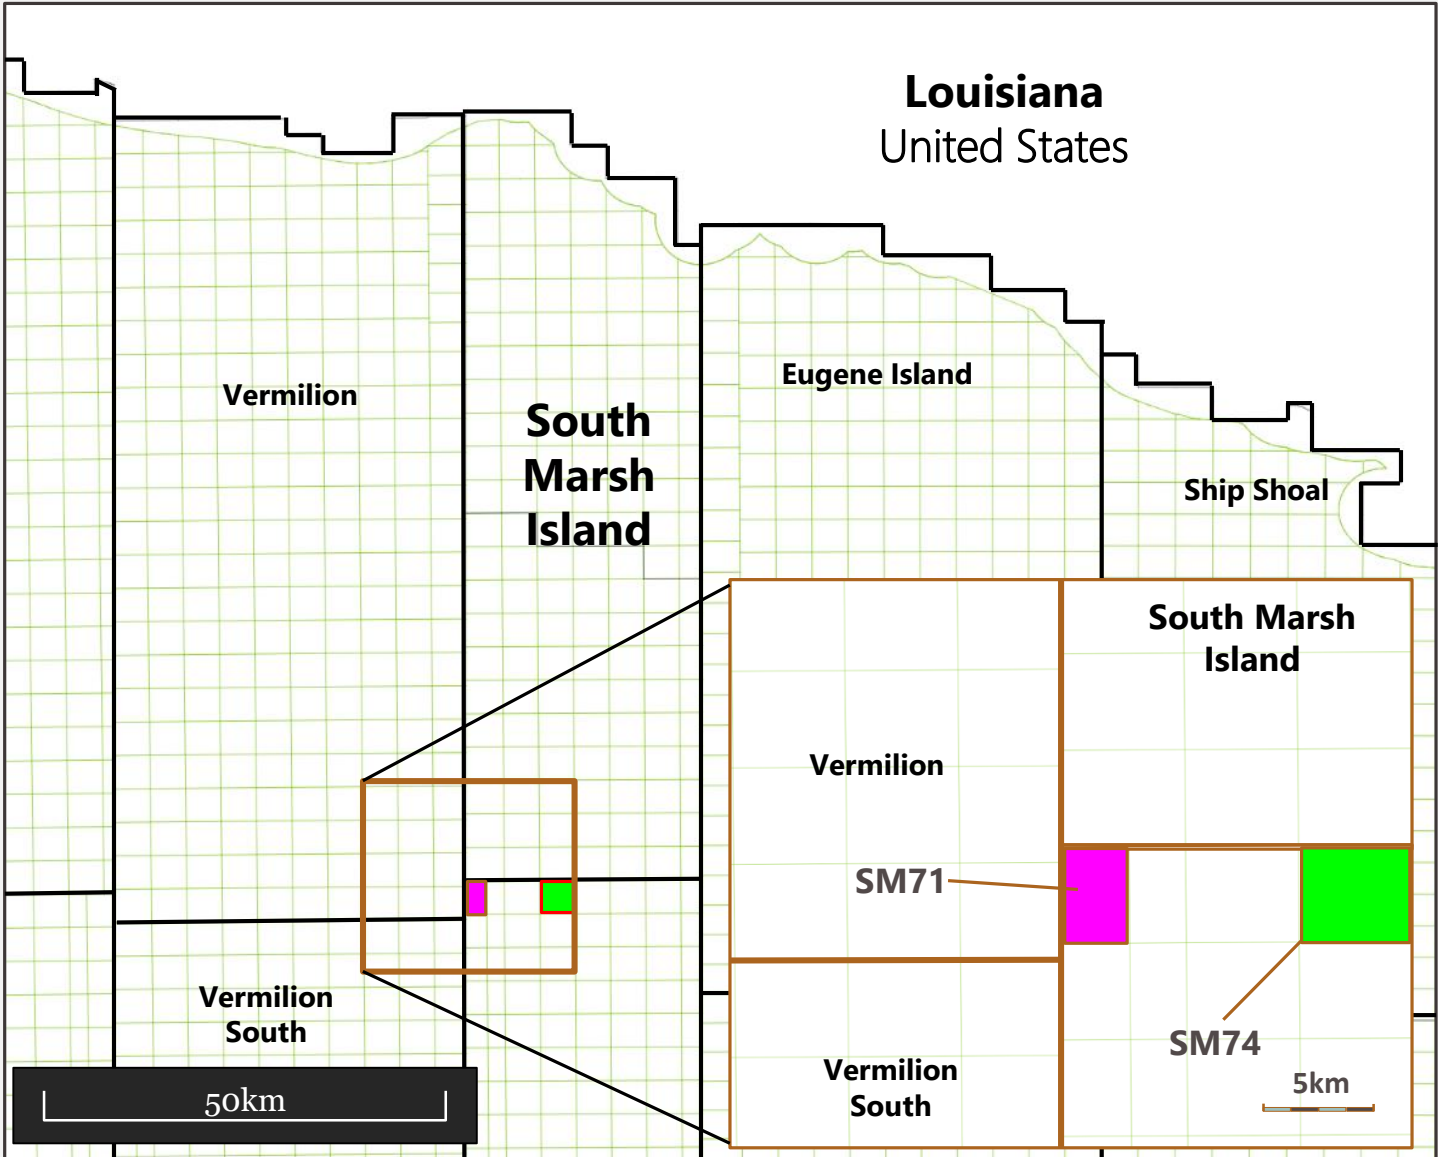 Louisiana
United States
Vermilion
South
Marsh
Island
Eugene Island
Ship Shoal
South Marsh
Island
Vermilion
SM71
SM74
Vermilion
South
Vermilion
South
5km
50km